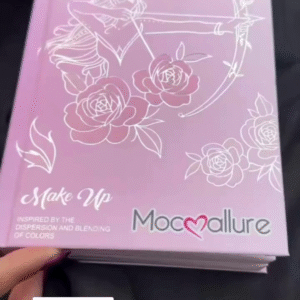 Make Up
INSPIRED BY THE
DISPERSION AND BLENDING
OF COLORS
Mocallure